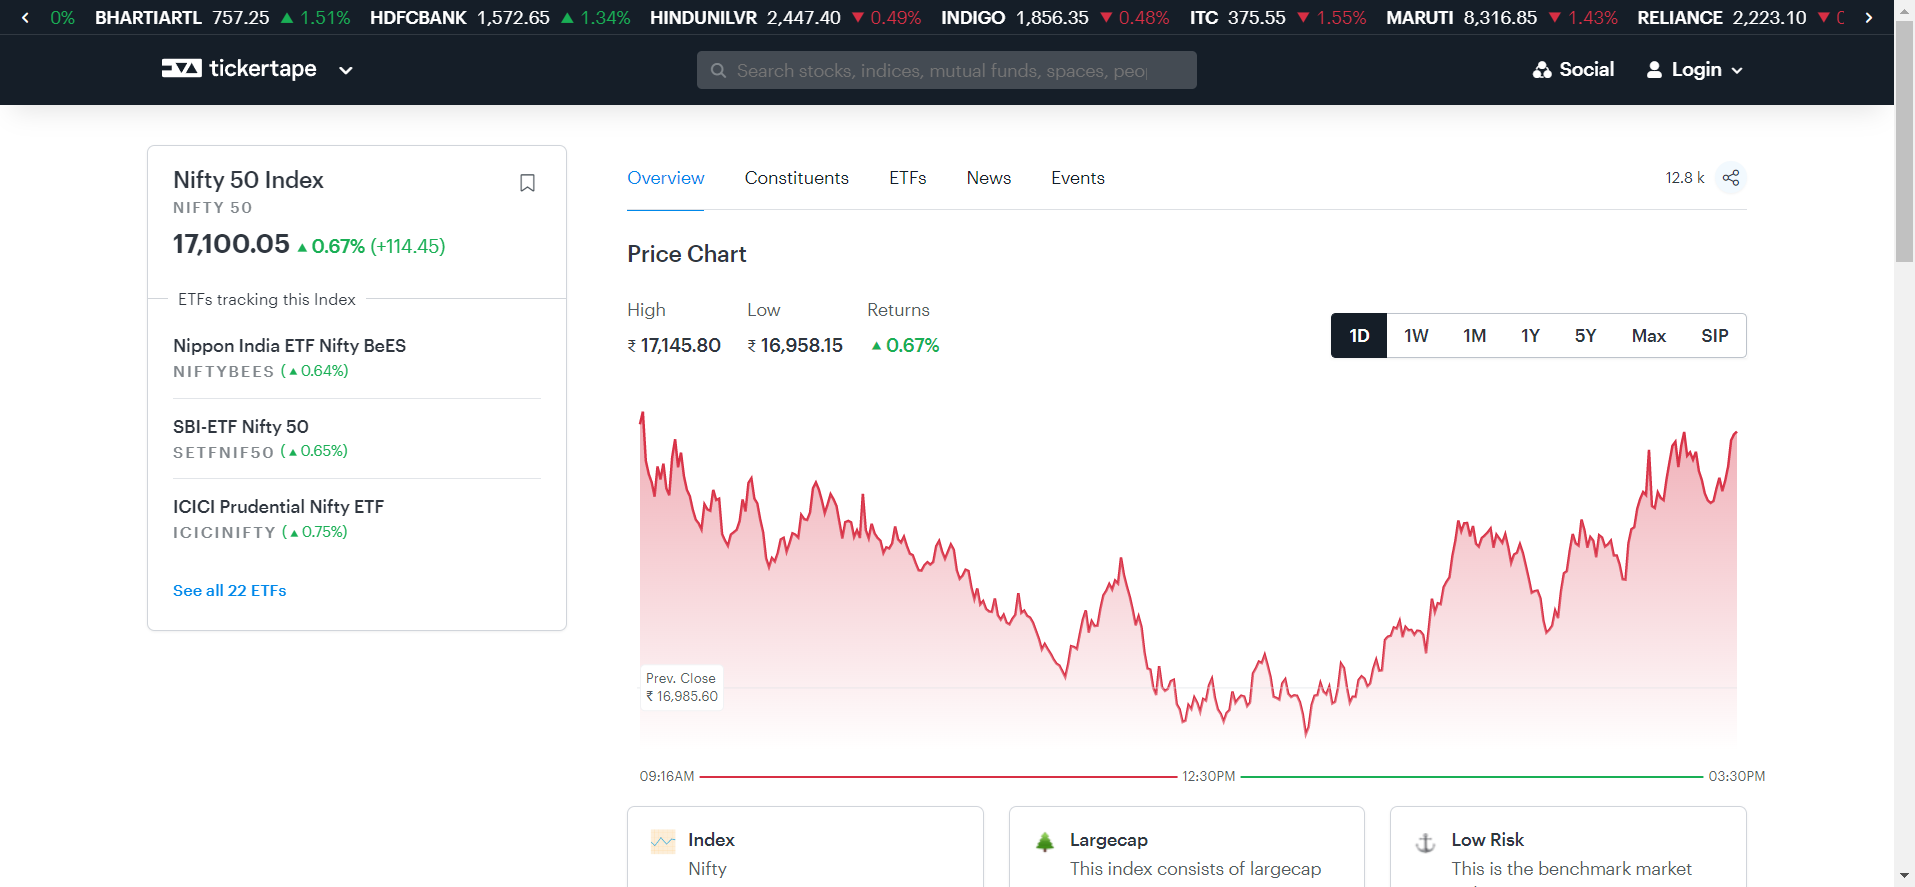 0% BHARTIARTL 757.25 ▲ 1.51% HDFCBANK 1,572.65 ▲ 1.34% HINDUNILVR 2,447.40 ▼ 0.49% INDIGO 1,856.35 ▼ 0.48% ITC 375.55 ▼ 1.55% MARUTI 8,316.85 ▼ 1.43% RELIANCE 2,223.10 ▼
tickertape
Search stocks, indices, mutual funds, spaces, peo
Social
Login
Nifty 50 Index
NIFTY 50
17,100.05 ▲ 0.67% (+114.45)
ETFs tracking this Index
Nippon India ETF Nifty BeES
NIFTYBEES (▲ 0.64%)
SBI-ETF Nifty 50
SETFNIF50 (▲ 0.65%)
ICICI Prudential Nifty ETF
ICICINIFTY (▲ 0.75%)
See all 22 ETFs
Overview Constituents ETFs News Events
12.8 k
Price Chart
High Low Returns
₹ 17,145.80 ₹ 16,958.15 ▲ 0.67%
1D 1W 1M 1Y 5Y Max SIP
Prev. Close
₹ 16,985.60
09:16AM 12:30PM 03:30PM
Index
Nifty
Largecap
This index consists of largecap
Low Risk
This is the benchmark market